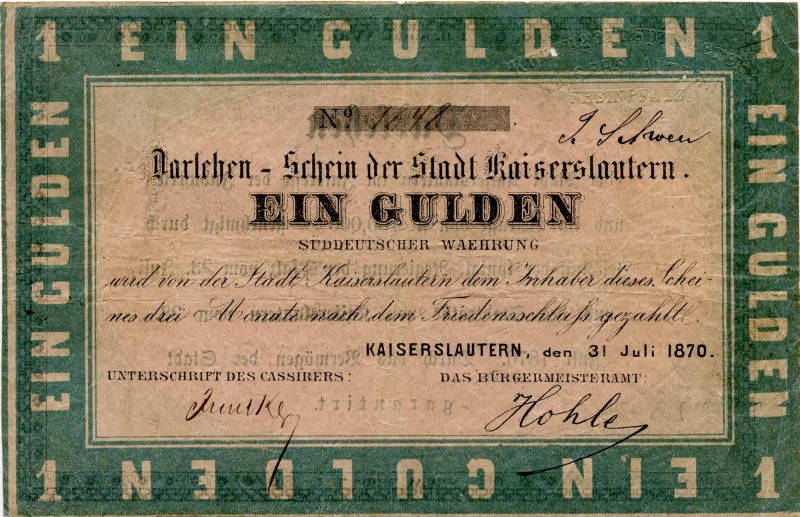 1 EIN GULDEN 1
EIN GULDEN
EIN GULDEN
Nº 1648
J. Schwen
Darlehen - Schein der Stadt Kaiserslautern.
EIN GULDEN
SÜDDEUTSCHER WAEHRUNG
wird von der Stadt Kaiserslautern dem Inhaber dieses Schei-
nes drei Monate nach dem Friedensschluß gezahlt.
KAISERSLAUTERN, den 31 Juli 1870.
UNTERSCHRIFT DES CASSIRERS: DAS BÜRGERMEISTERAMT:
Hohle
1 EIN GULDEN 1